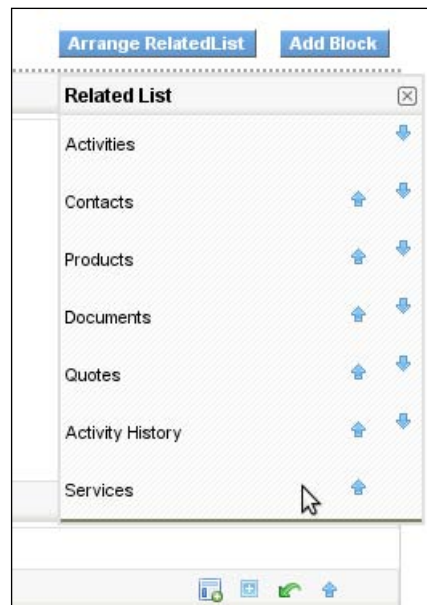 Arrange RelatedList Add Block
Related List
Activities
Contacts
Products
Documents
Quotes
Activity History
Services